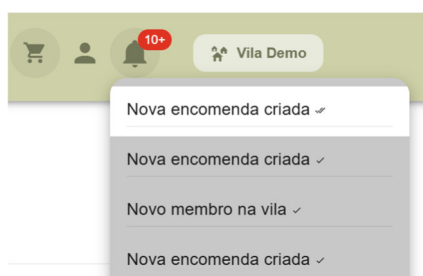 10+
Vila Demo
Nova encomenda criada
Nova encomenda criada
Novo membro na vila
Nova encomenda criada